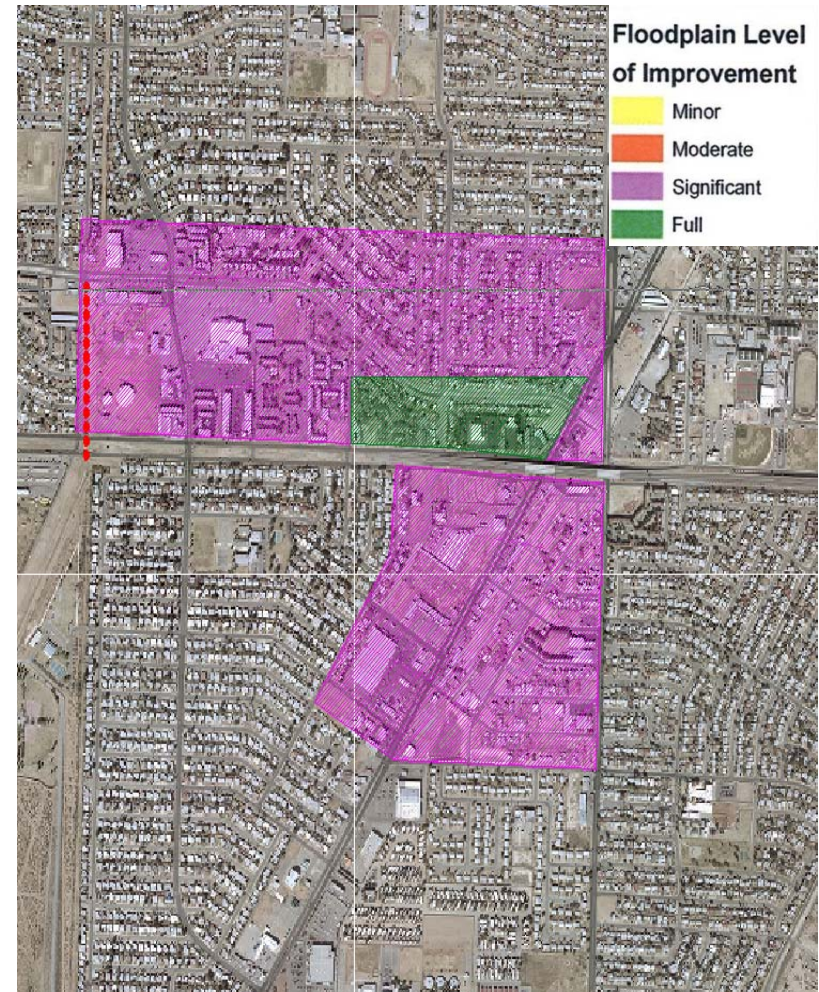 Floodplain Level
of Improvement
Minor
Moderate
Significant
Full